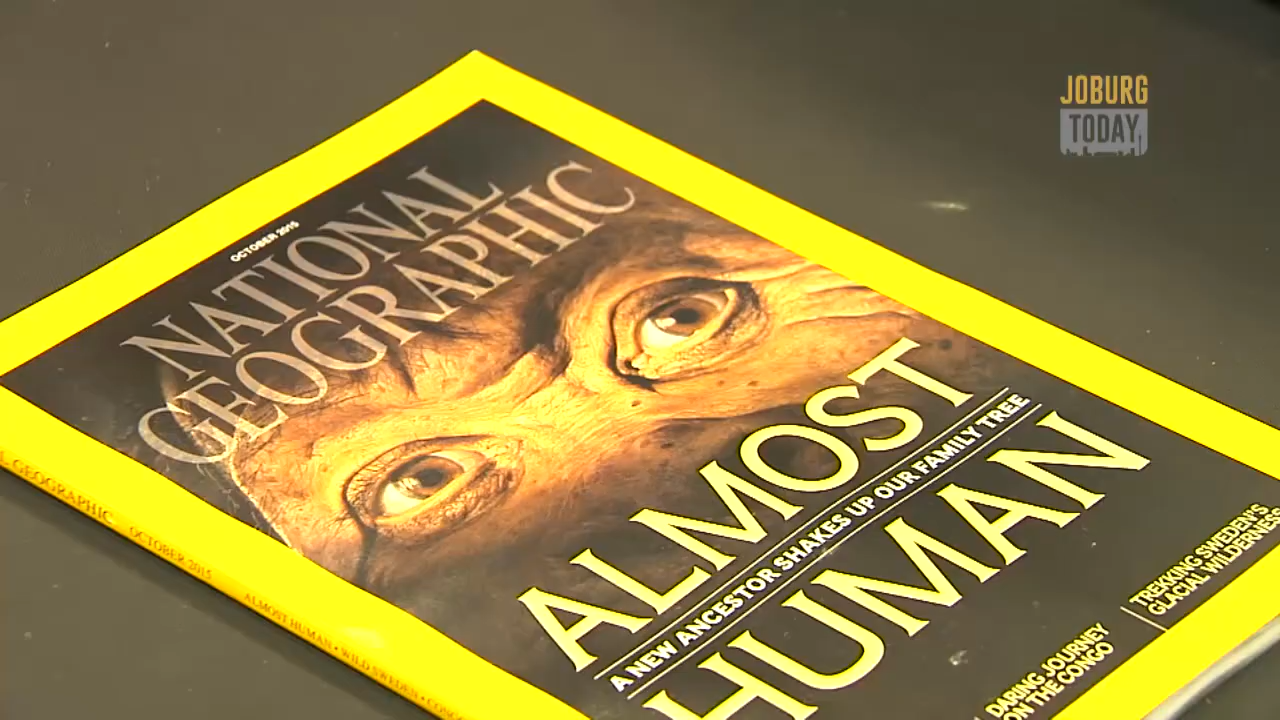 JOBURG
TODAY
OCTOBER 2015
NATIONAL
GEOGRAPHIC
ALMOST
A NEW ANCESTOR SHAKES UP OUR FAMILY TREE
HUMAN
TREKKING SWEDEN'S
GLACIAL WILDERNESS
DARING JOURNEY
ON THE CONGO
GEOGRAPHIC OCTOBER 2015 ALMOST HUMAN • WILD SWEDEN •